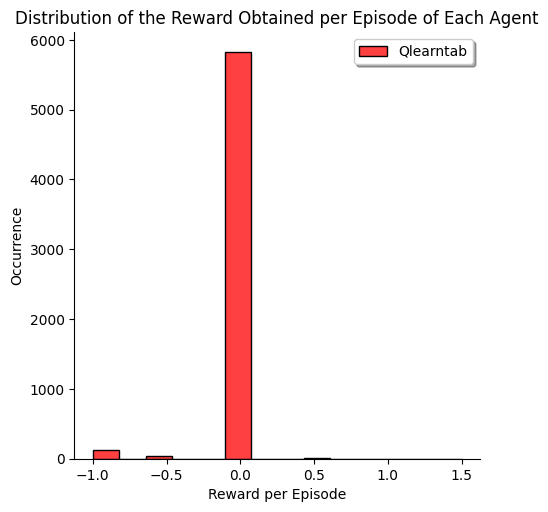 Distribution of the Reward Obtained per Episode of Each Agent
Qlearntab
6000
5000
4000
3000
2000
1000
0
Occurrence
−1.0 −0.5 0.0 0.5 1.0 1.5
Reward per Episode